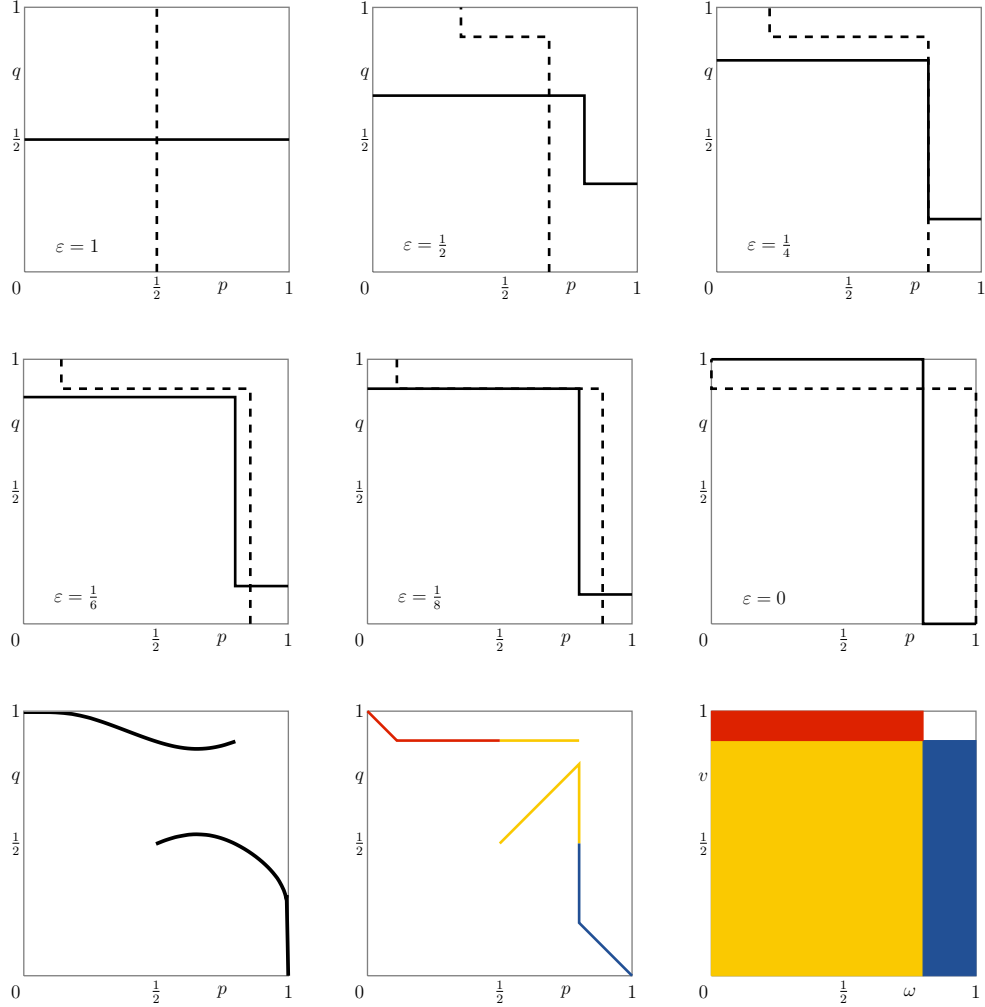 1 1 1
q q q
1/2 1/2 1/2
ε = 1 ε = 1/2 ε = 1/4
0 1/2 p 1 0 1/2 p 1 0 1/2 p 1
1 1 1
q q q
1/2 1/2 1/2
ε = 1/6 ε = 1/8 ε = 0
0 1/2 p 1 0 1/2 p 1 0 1/2 p 1
1 1 1
q q v
1/2 1/2 1/2
0 1/2 p 1 0 1/2 p 1 0 1/2 ω 1